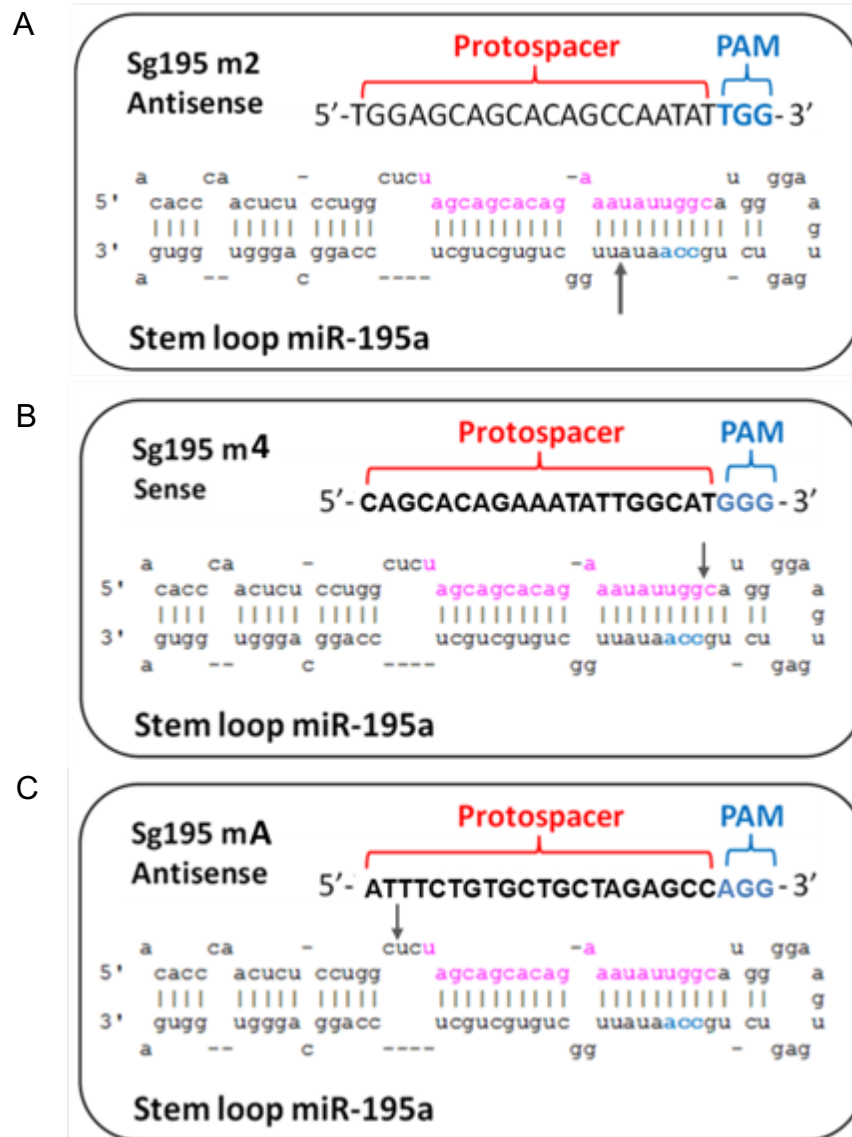 A
Protospacer PAM
Sg195 m2
Antisense
5'-TGGAGCAGCACAGCCAATATTGG-3'
a ca - cucu -a u gga
5' cacc acucu ccugg agcagcacag aauauuggca gg a
|||| ||||| ||||| |||||||||| |||||||||| || g
3' gugg uggga ggacc ucgucguguc uuauaaccgu cu u
a -- c ---- gg - gag
Stem loop miR-195a
B
Protospacer PAM
Sg195 m4
Sense
5'-CAGCACAGAAATATTGGCATGGG-3'
a ca - cucu -a u gga
5' cacc acucu ccugg agcagcacag aauauuggca gg a
|||| ||||| ||||| |||||||||| |||||||||| || g
3' gugg uggga ggacc ucgucguguc uuauaaccgu cu u
a -- c ---- gg - gag
Stem loop miR-195a
C
Protospacer PAM
Sg195 mA
Antisense
5'-ATTTCTGTGCTGCTAGAGCCAGG-3'
a ca - cucu -a u gga
5' cacc acucu ccugg agcagcacag aauauuggca gg a
|||| ||||| ||||| |||||||||| |||||||||| || g
3' gugg uggga ggacc ucgucguguc uuauaaccgu cu u
a -- c ---- gg - gag
Stem loop miR-195a